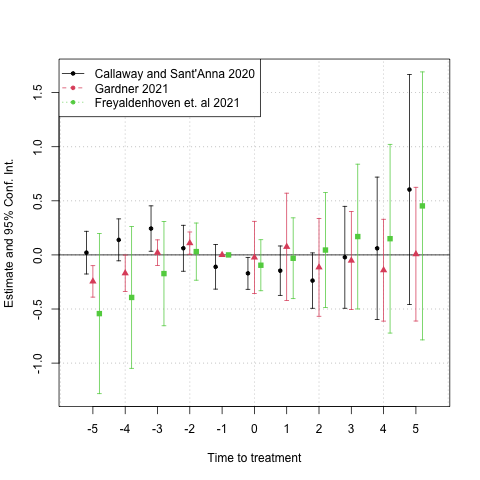 Callaway and Sant'Anna 2020
Gardner 2021
Freyaldenhoven et. al 2021
Estimate and 95% Conf. Int.
1.5
1.0
0.5
0.0
-0.5
-1.0
-5 -4 -3 -2 -1 0 1 2 3 4 5
Time to treatment